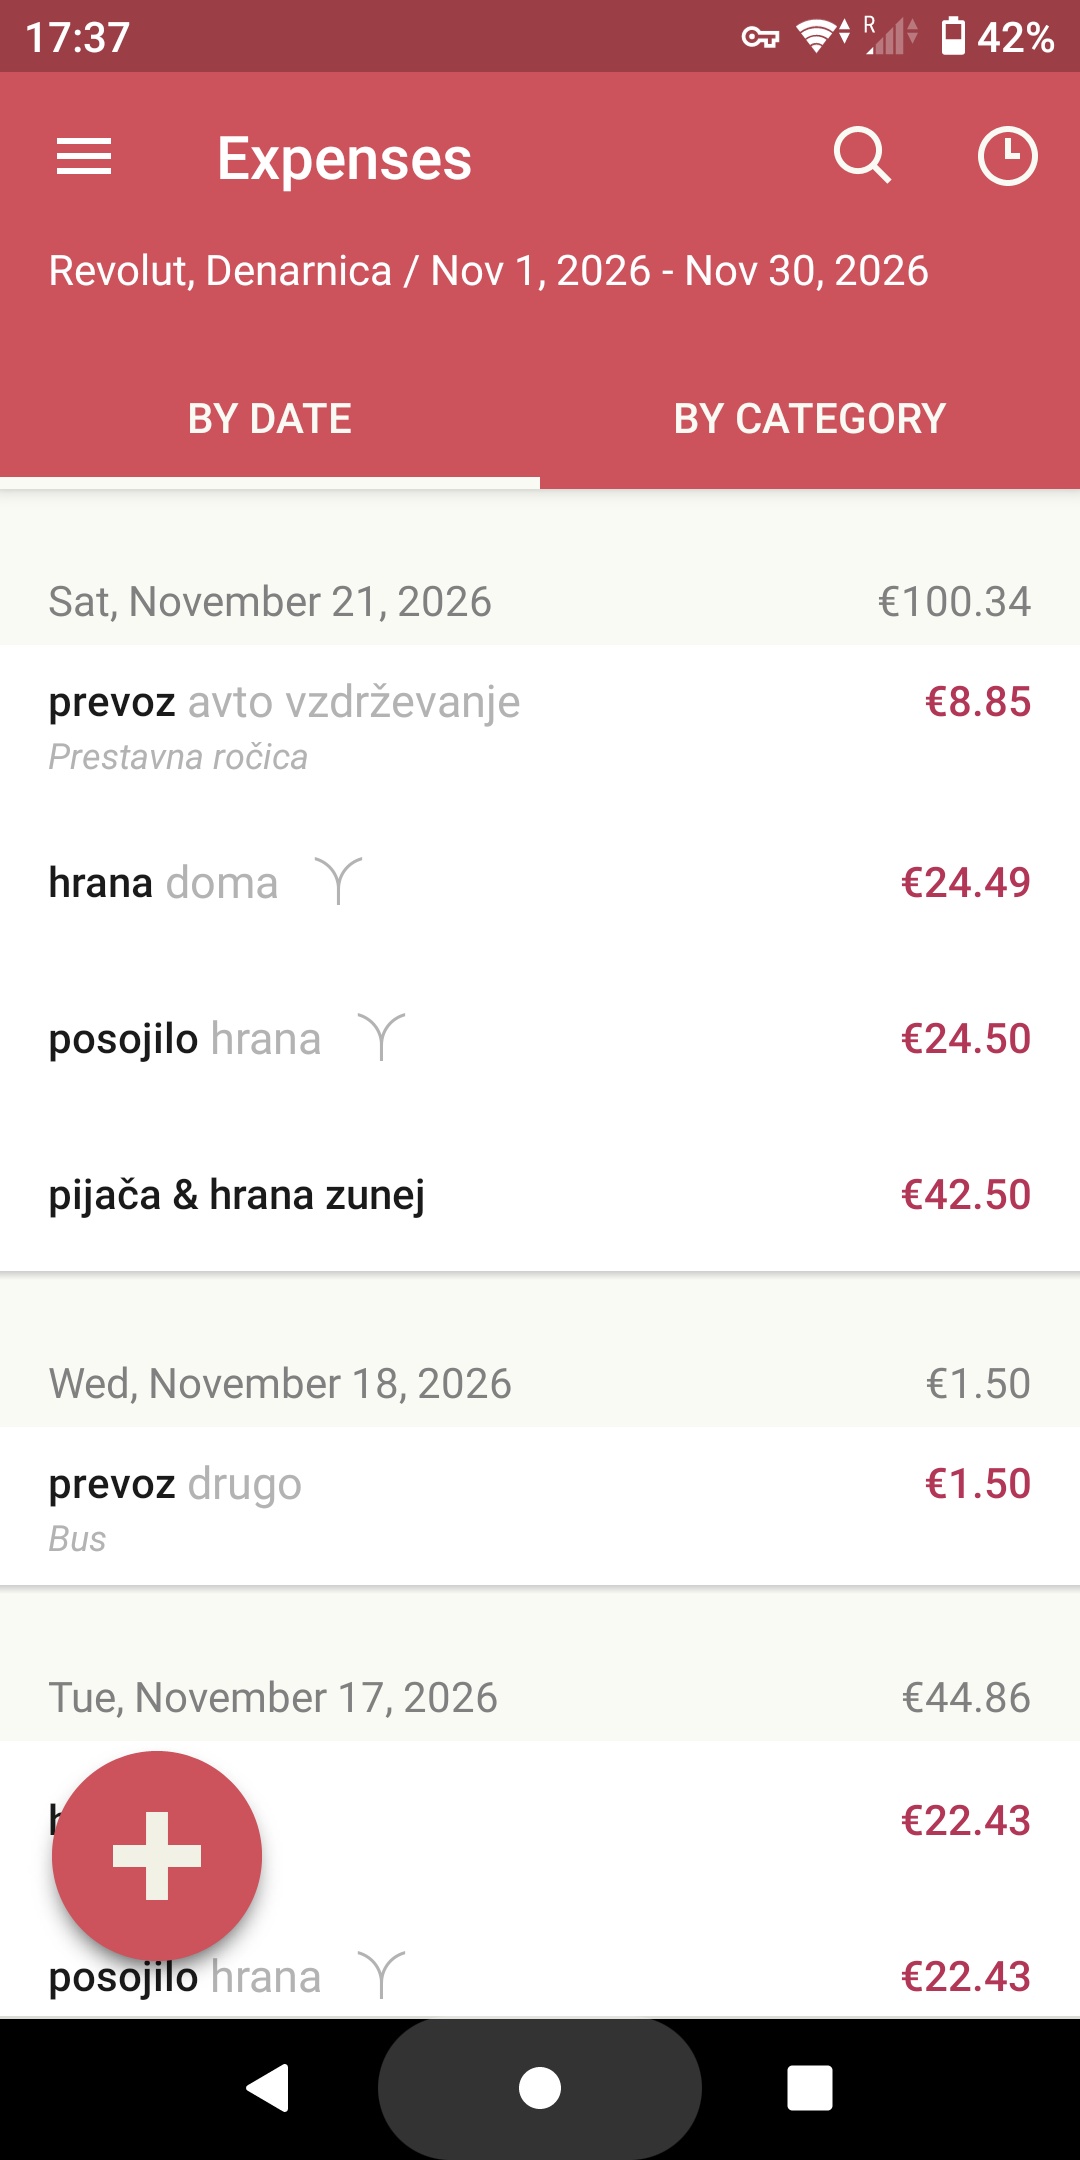 17:37
R
42%
Expenses
Revolut, Denarnica / Nov 1, 2026 - Nov 30, 2026
BY DATE
BY CATEGORY
Sat, November 21, 2026 €100.34
prevoz avto vzdrževanje €8.85
Prestavna ročica
hrana doma €24.49
posojilo hrana €24.50
pijača & hrana zunej €42.50
Wed, November 18, 2026 €1.50
prevoz drugo €1.50
Bus
Tue, November 17, 2026 €44.86
€22.43
posojilo hrana €22.43